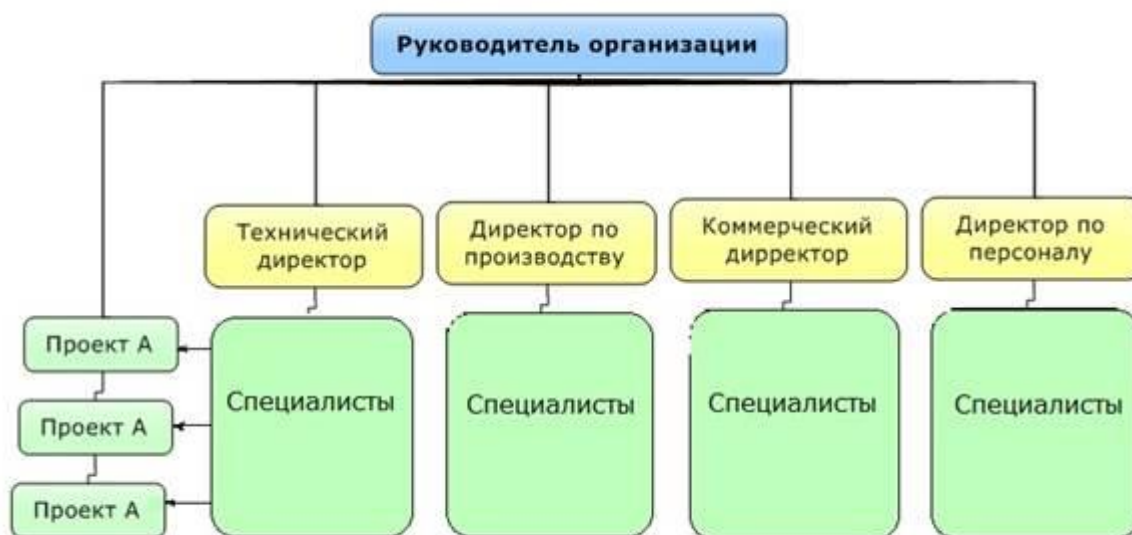 Руководитель организации
Технический
директор
Директор по
производству
Коммерческий
дирректор
Директор по
персоналу
Проект А
Проект А
Проект А
Специалисты
Специалисты
Специалисты
Специалисты